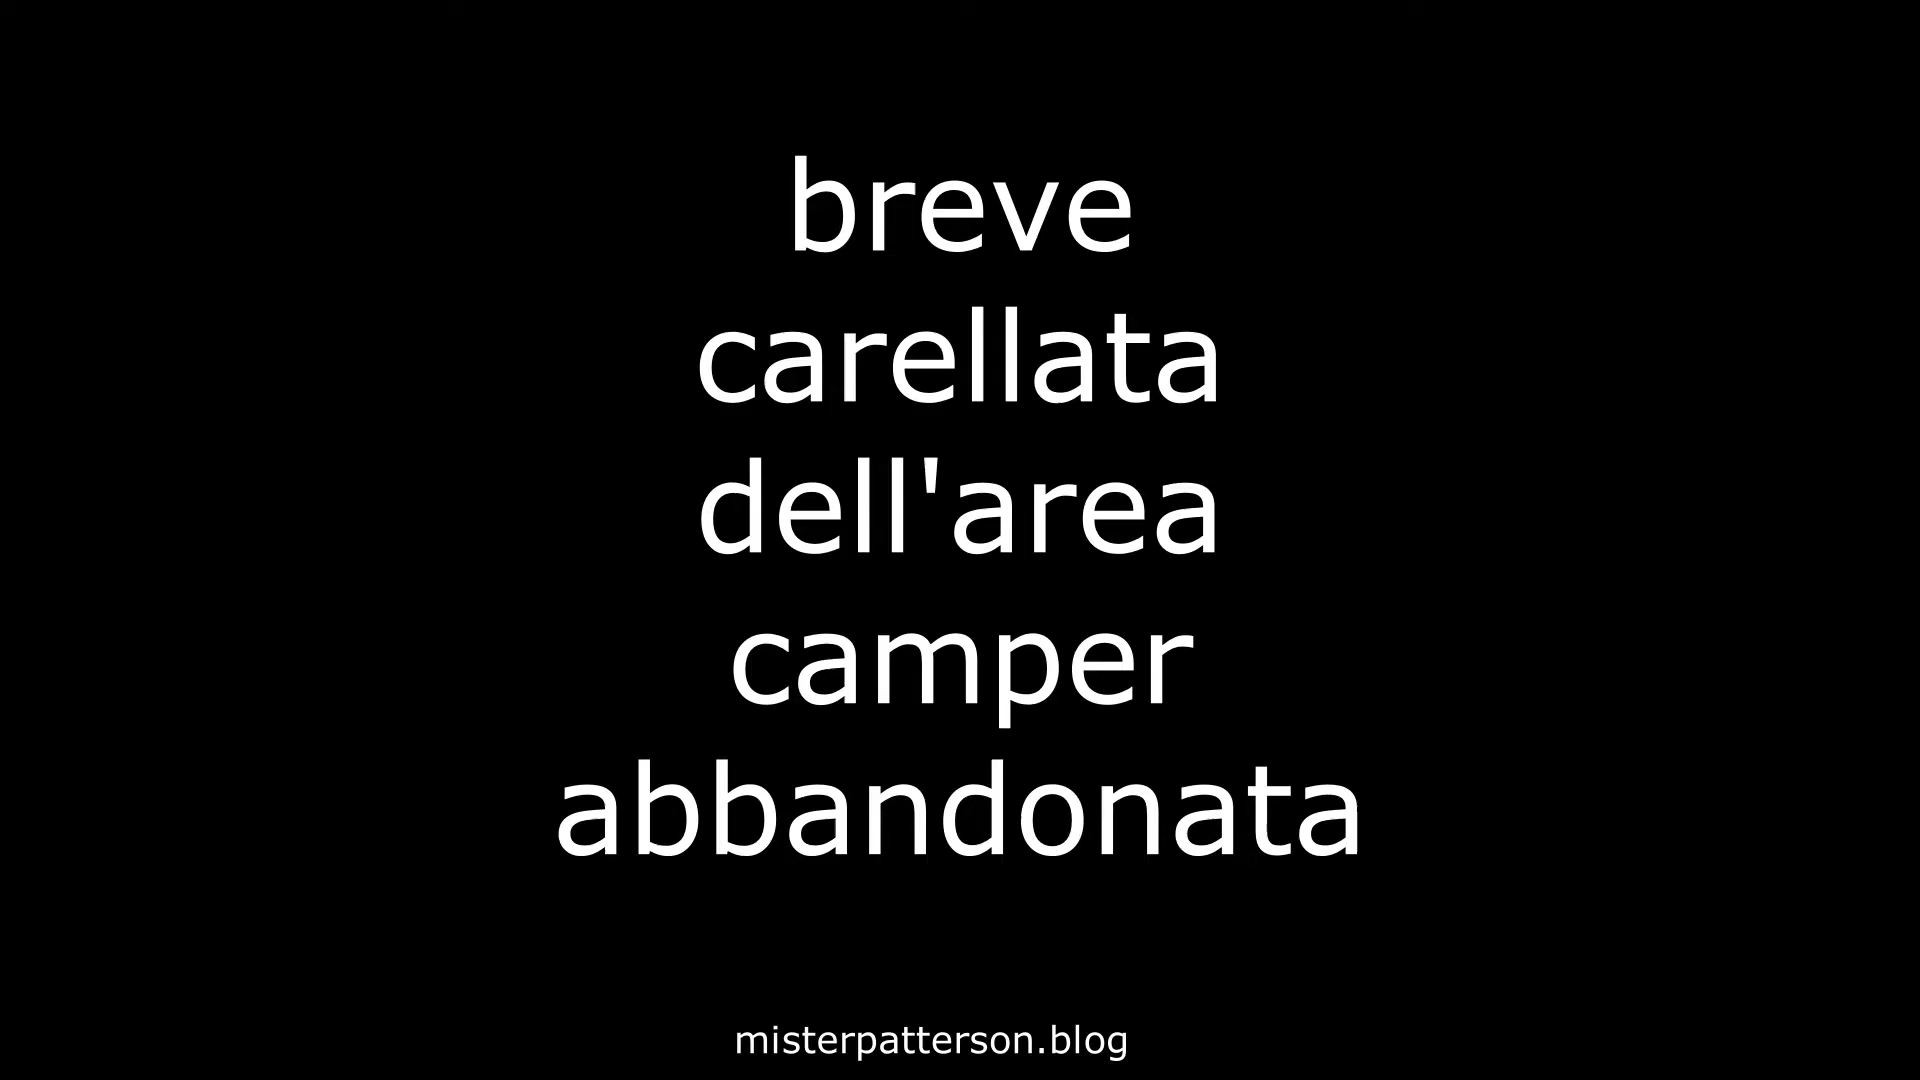 breve
carellata
dell'area
camper
abbandonata
misterpatterson.blog